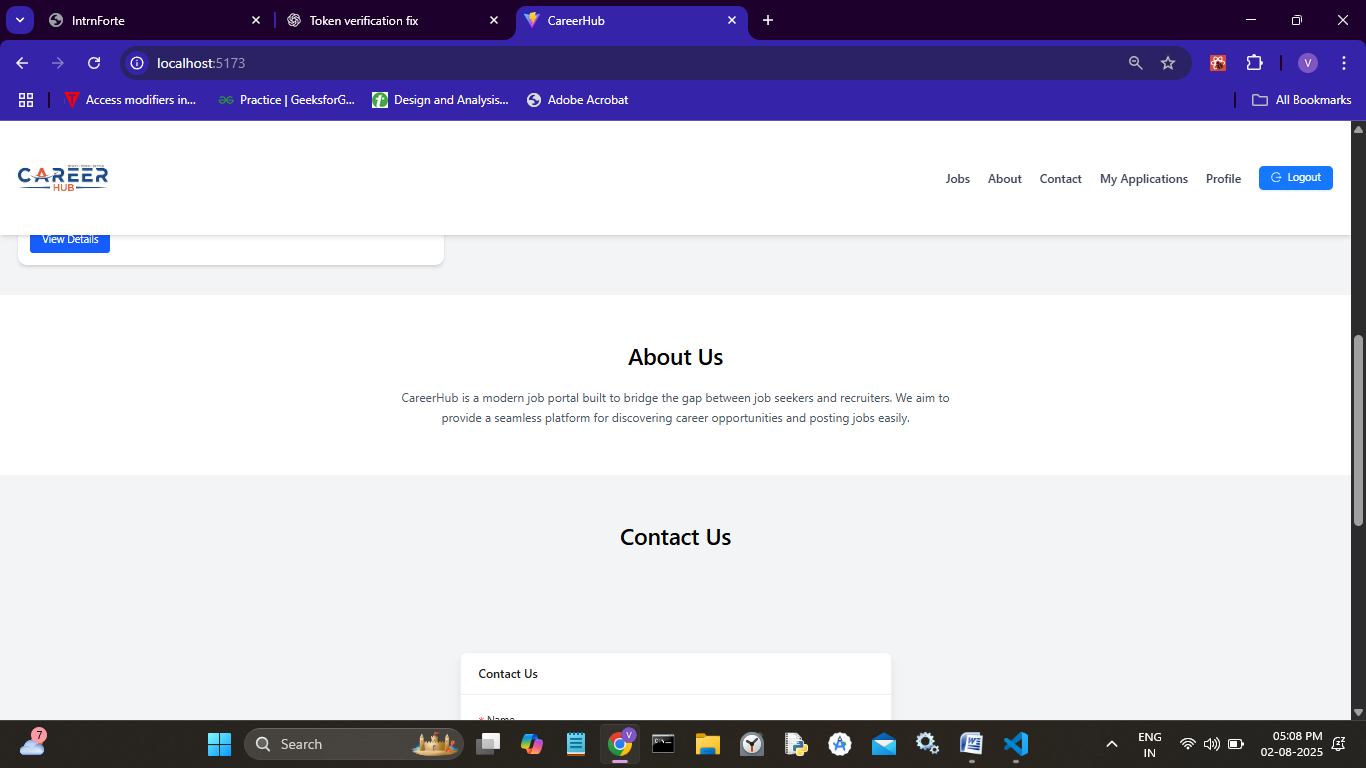 IntrnForte
Token verification fix
CareerHub
localhost:5173
V
Access modifiers in...
Practice | GeeksforG...
Design and Analysis...
Adobe Acrobat
All Bookmarks
CAREER
HUB
Jobs
About
Contact
My Applications
Profile
Logout
View Details
About Us
CareerHub is a modern job portal built to bridge the gap between job seekers and recruiters. We aim to
provide a seamless platform for discovering career opportunities and posting jobs easily.
Contact Us
Contact Us
* Name
7
Search
V
ENG
IN
05:08 PM
02-08-2025